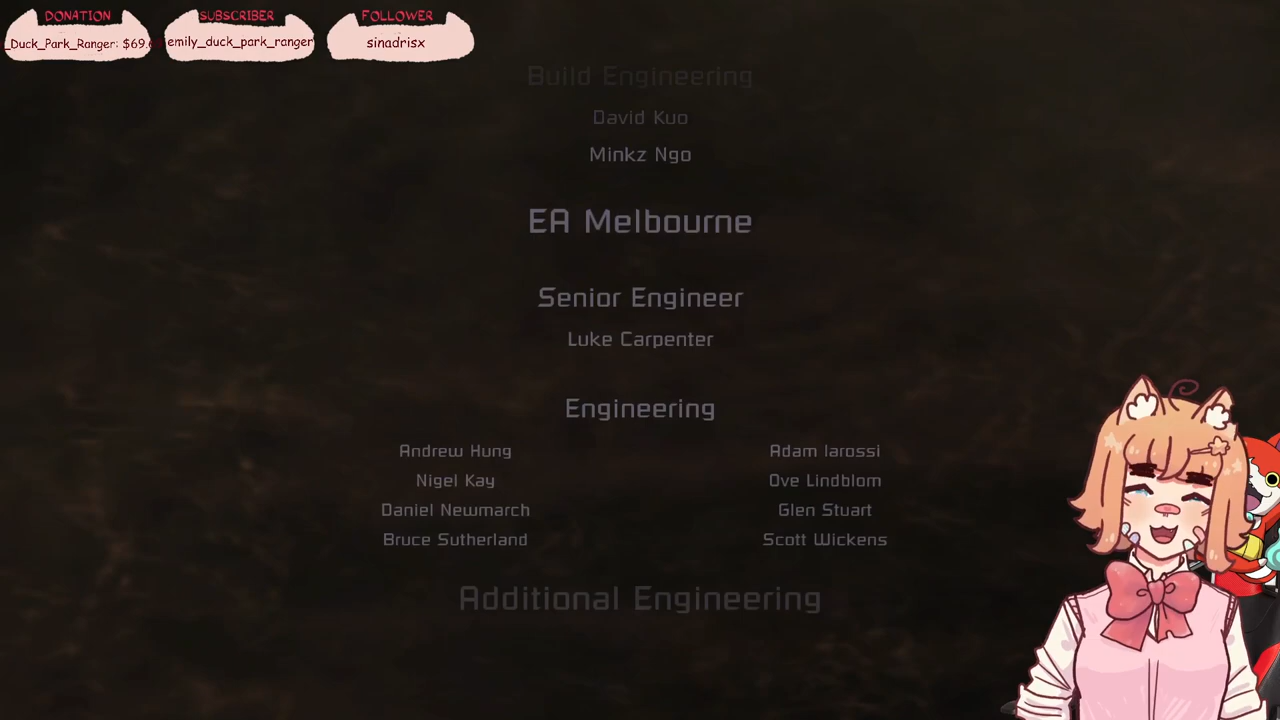 DONATION
_Duck_Park_Ranger: $69.
SUBSCRIBER
emily_duck_park_ranger
FOLLOWER
sinadrisx
Build Engineering
David Kuo
Minkz Ngo
EA Melbourne
Senior Engineer
Luke Carpenter
Engineering
Andrew Hung
Adam Iarossi
Nigel Kay
Ove Lindblom
Daniel Newmarch
Glen Stuart
Bruce Sutherland
Scott Wickens
Additional Engineering